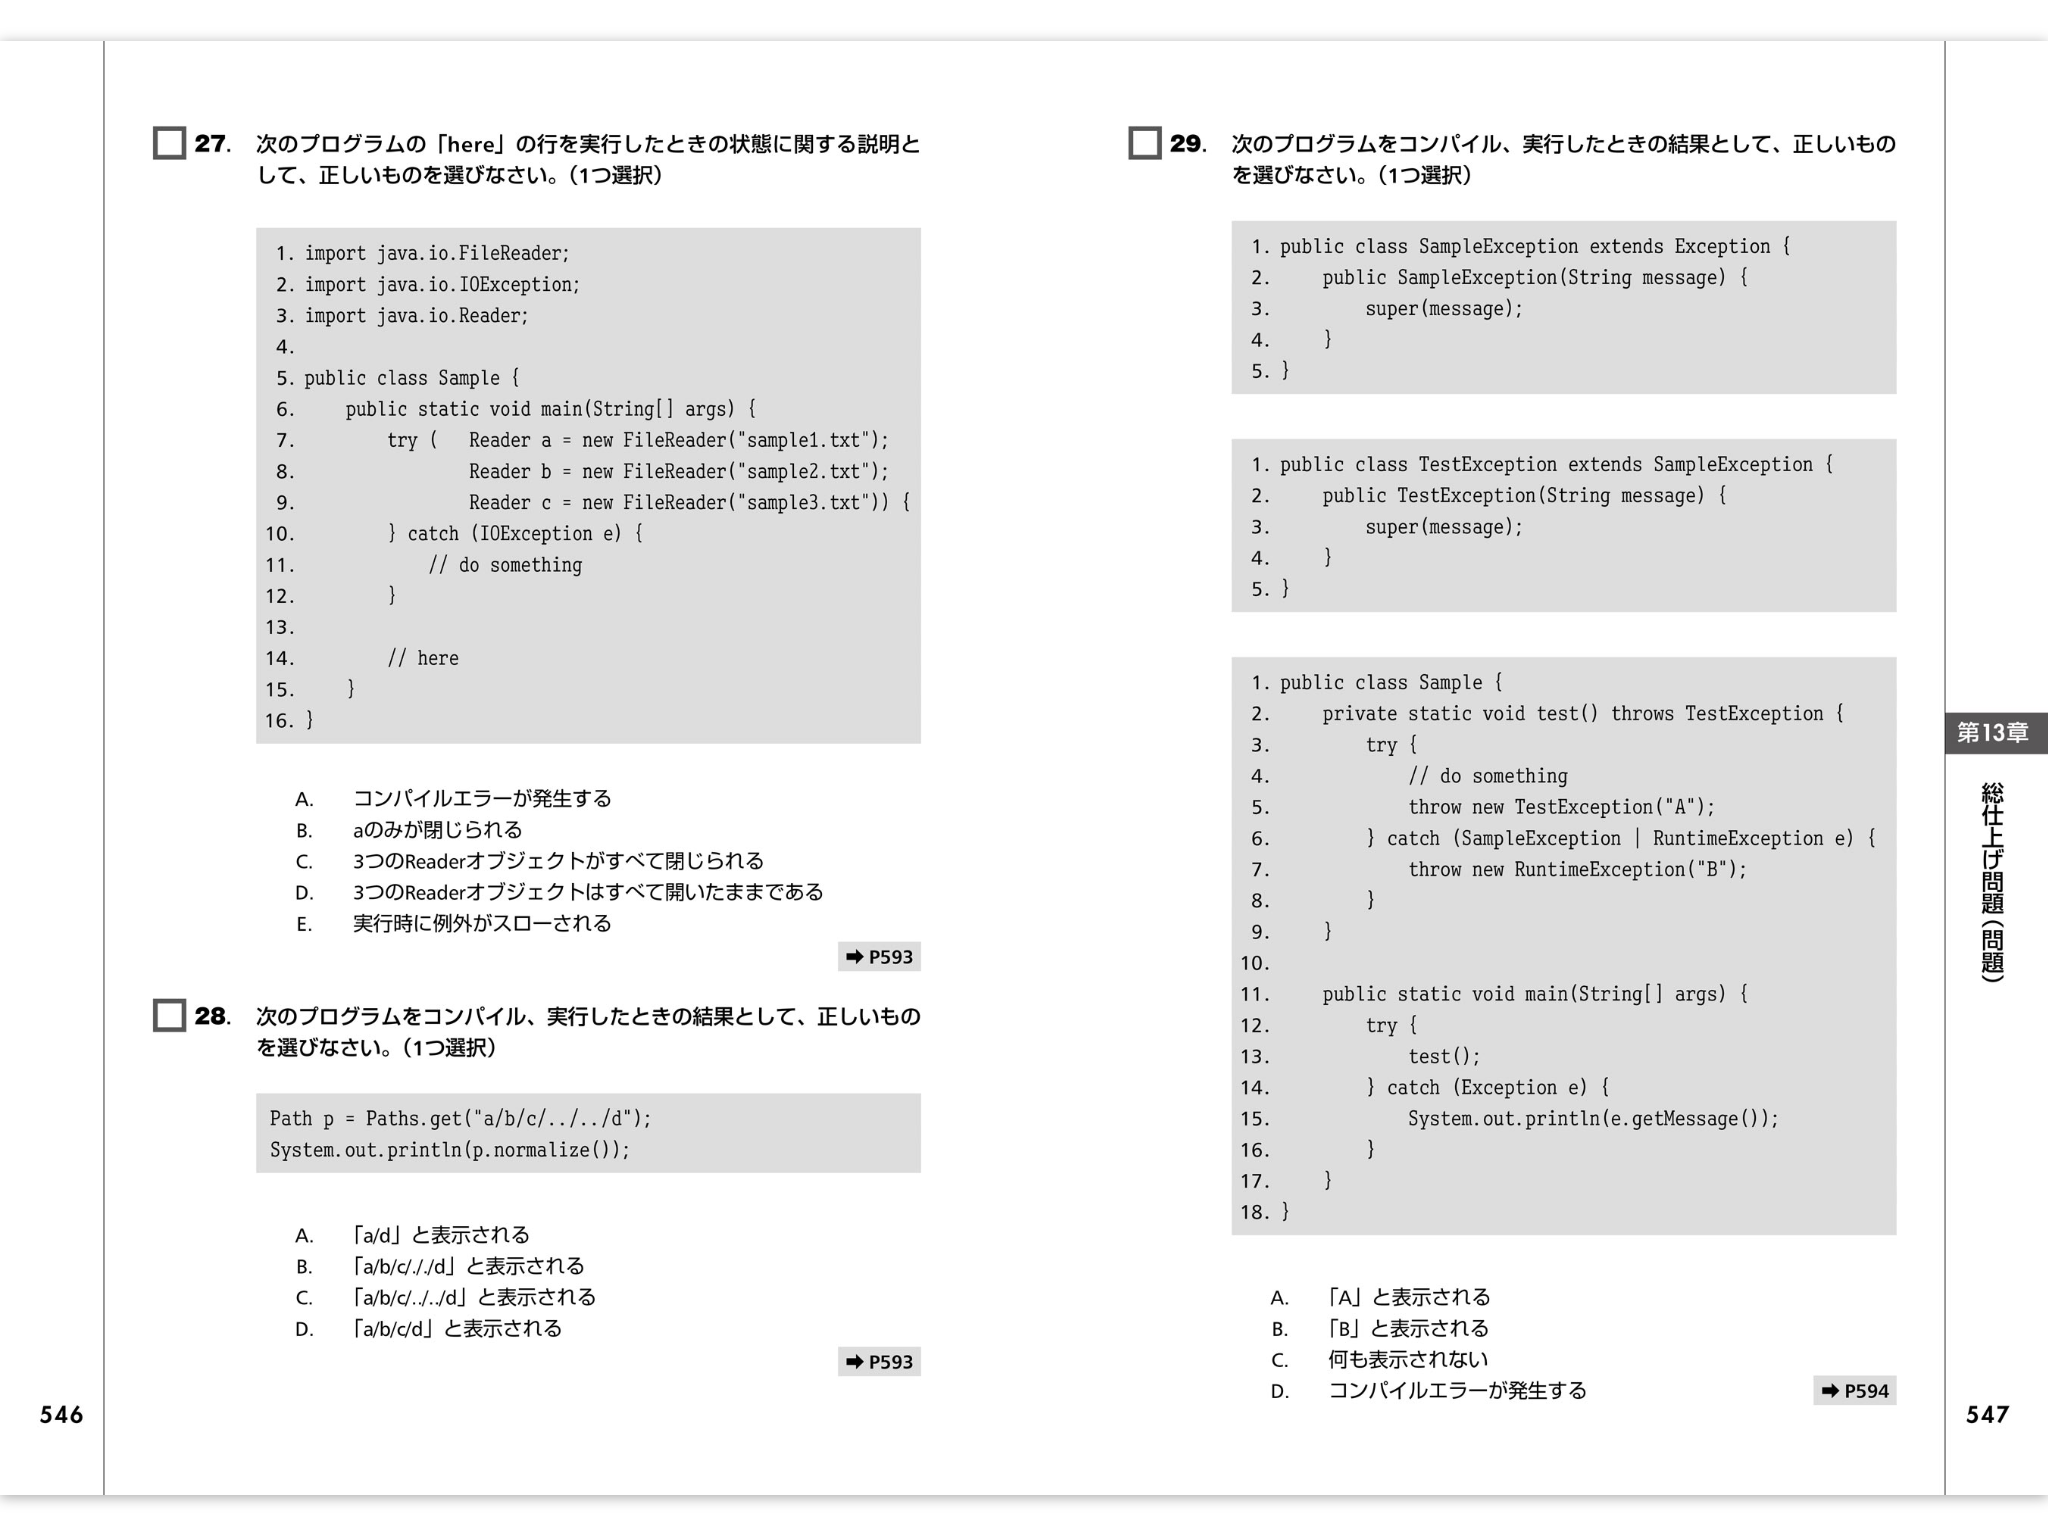 27. 次のプログラムの「here」の行を実行したときの状態に関する説明と
して、正しいものを選びなさい。（1つ選択）
1. import java.io.FileReader;
2. import java.io.IOException;
3. import java.io.Reader;
4.
5. public class Sample {
6.     public static void main(String[] args) {
7.         try (   Reader a = new FileReader("sample1.txt");
8.                 Reader b = new FileReader("sample2.txt");
9.                 Reader c = new FileReader("sample3.txt")) {
10.         } catch (IOException e) {
11.             // do something
12.         }
13.
14.         // here
15.     }
16. }
A. コンパイルエラーが発生する
B. aのみが閉じられる
C. 3つのReaderオブジェクトがすべて閉じられる
D. 3つのReaderオブジェクトはすべて開いたままである
E. 実行時に例外がスローされる
➡ P593
28. 次のプログラムをコンパイル、実行したときの結果として、正しいもの
を選びなさい。（1つ選択）
Path p = Paths.get("a/b/c/../../d");
System.out.println(p.normalize());
A. 「a/d」と表示される
B. 「a/b/c/././d」と表示される
C. 「a/b/c/../../d」と表示される
D. 「a/b/c/d」と表示される
➡ P593
546
29. 次のプログラムをコンパイル、実行したときの結果として、正しいもの
を選びなさい。（1つ選択）
1. public class SampleException extends Exception {
2.     public SampleException(String message) {
3.         super(message);
4.     }
5. }
1. public class TestException extends SampleException {
2.     public TestException(String message) {
3.         super(message);
4.     }
5. }
1. public class Sample {
2.     private static void test() throws TestException {
3.         try {
4.             // do something
5.             throw new TestException("A");
6.         } catch (SampleException | RuntimeException e) {
7.             throw new RuntimeException("B");
8.         }
9.     }
10.
11.     public static void main(String[] args) {
12.         try {
13.             test();
14.         } catch (Exception e) {
15.             System.out.println(e.getMessage());
16.         }
17.     }
18. }
A. 「A」と表示される
B. 「B」と表示される
C. 何も表示されない
D. コンパイルエラーが発生する
➡ P594
第13章
総仕上げ問題（問題）
547